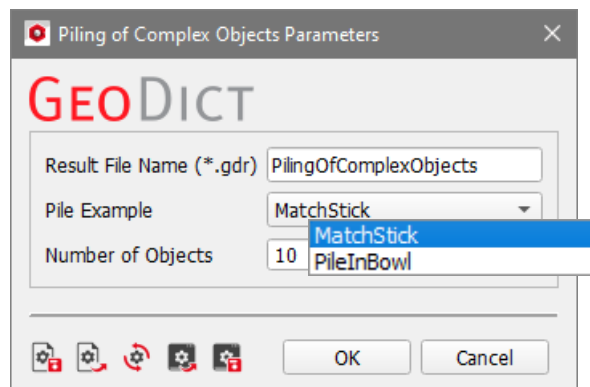 Piling of Complex Objects Parameters
GEODICT
Result File Name (*.gdr) PilingOfComplexObjects
Pile Example MatchStick
MatchStick
Number of Objects 10
PileInBowl
OK Cancel